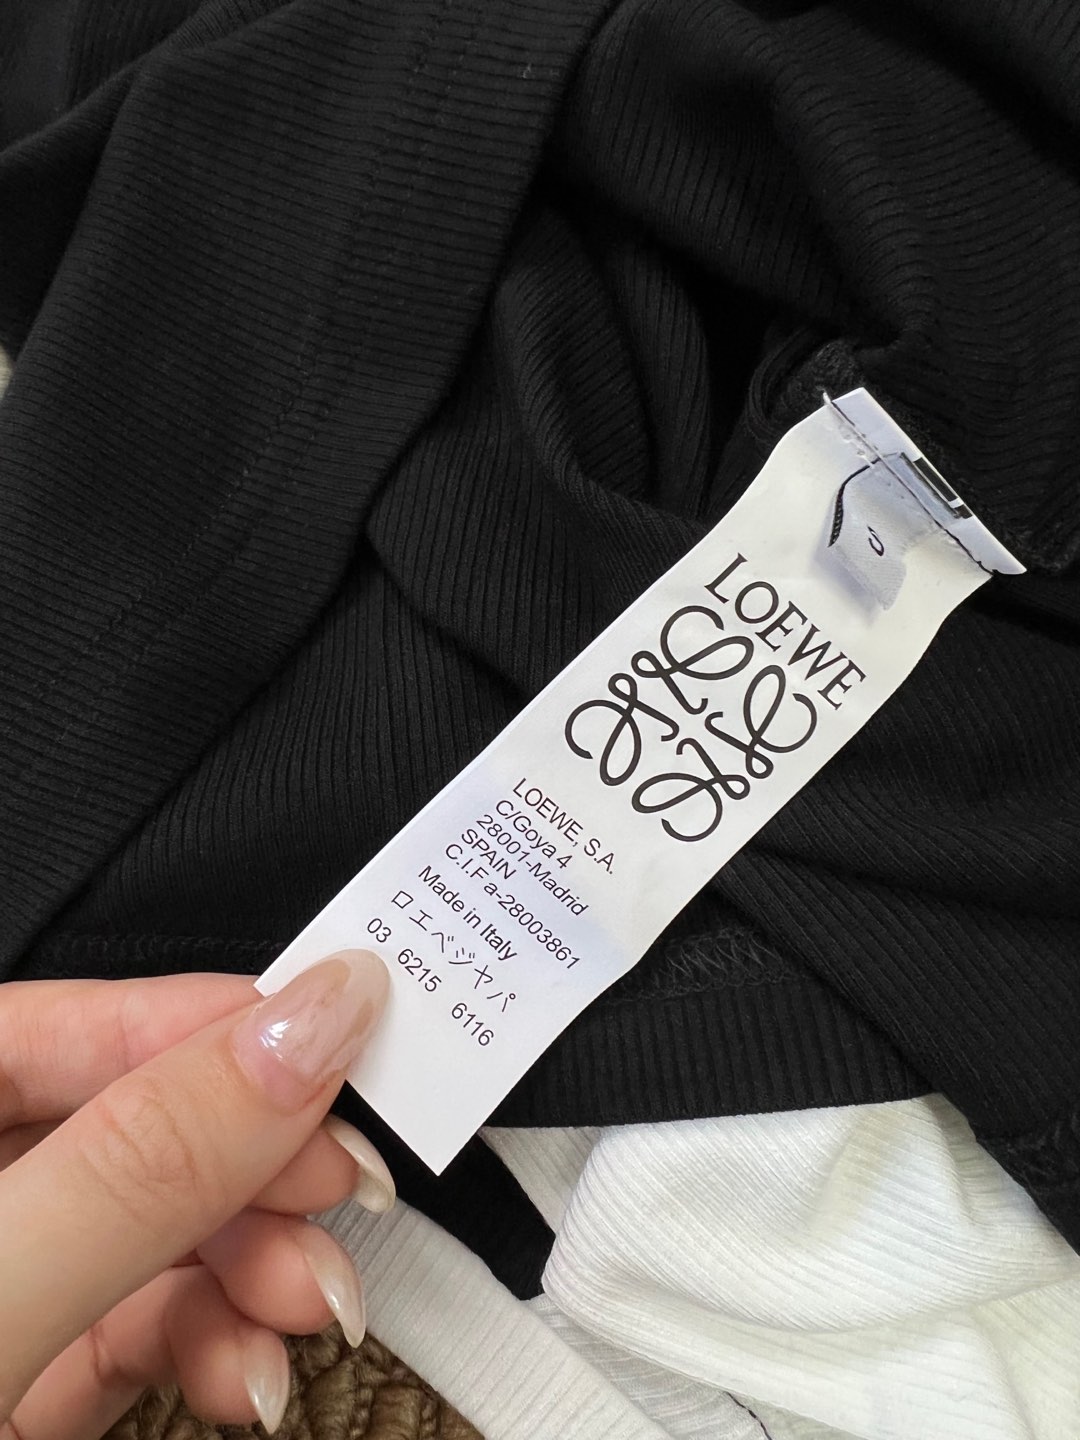 LOEWE
LOEWE, S.A.
C/Goya 4
28001-Madrid
SPAIN
C.I.F a-28003861
Made in Italy
ロエベジヤパ
03 6215 6116